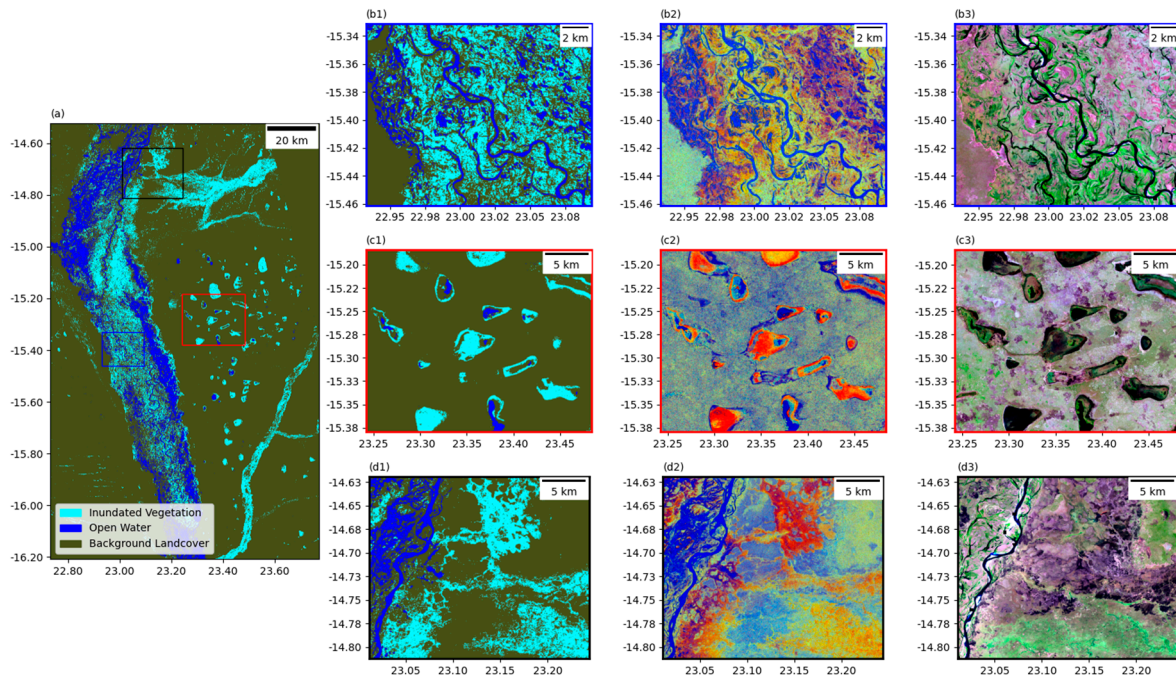 (a)
20 km
-14.60
-14.80
-15.00
-15.20
-15.40
-15.60
-15.80
-16.00
-16.20
Inundated Vegetation
Open Water
Background Landcover
22.80 23.00 23.20 23.40 23.60
(b1)
2 km
-15.34
-15.36
-15.38
-15.40
-15.42
-15.44
-15.46
22.95 22.98 23.00 23.02 23.05 23.08
(b2)
2 km
-15.34
-15.36
-15.38
-15.40
-15.42
-15.44
-15.46
22.95 22.98 23.00 23.02 23.05 23.08
(b3)
2 km
-15.34
-15.36
-15.38
-15.40
-15.42
-15.44
-15.46
22.95 22.98 23.00 23.02 23.05 23.08
(c1)
5 km
-15.20
-15.23
-15.25
-15.28
-15.30
-15.33
-15.35
-15.38
23.25 23.30 23.35 23.40 23.45
(c2)
5 km
-15.20
-15.23
-15.25
-15.28
-15.30
-15.33
-15.35
-15.38
23.25 23.30 23.35 23.40 23.45
(c3)
5 km
-15.20
-15.23
-15.25
-15.28
-15.30
-15.33
-15.35
-15.38
23.25 23.30 23.35 23.40 23.45
(d1)
5 km
-14.63
-14.65
-14.68
-14.70
-14.73
-14.75
-14.78
-14.80
23.05 23.10 23.15 23.20
(d2)
5 km
-14.63
-14.65
-14.68
-14.70
-14.73
-14.75
-14.78
-14.80
23.05 23.10 23.15 23.20
(d3)
5 km
-14.63
-14.65
-14.68
-14.70
-14.73
-14.75
-14.78
-14.80
23.05 23.10 23.15 23.20